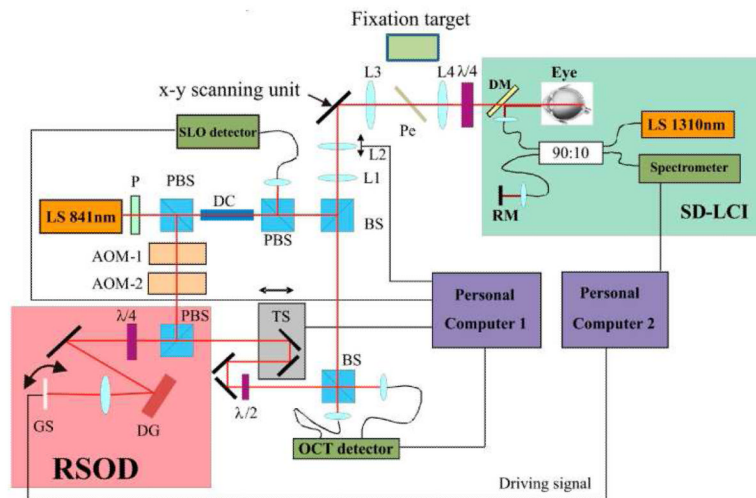 Fixation target
L3
L4
λ/4
DM
Eye
x-y scanning
unit
Pe
SLO detector
L2
90:10
LS 1310nm
Spectrometer
L1
P
PBS
DC
RM
LS 841nm
PBS
BS
SD-LCI
AOM-1
AOM-2
Personal
Computer 1
Personal
Computer 2
λ/4
PBS
TS
BS
λ/2
GS
DG
OCT detector
RSOD
Driving signal